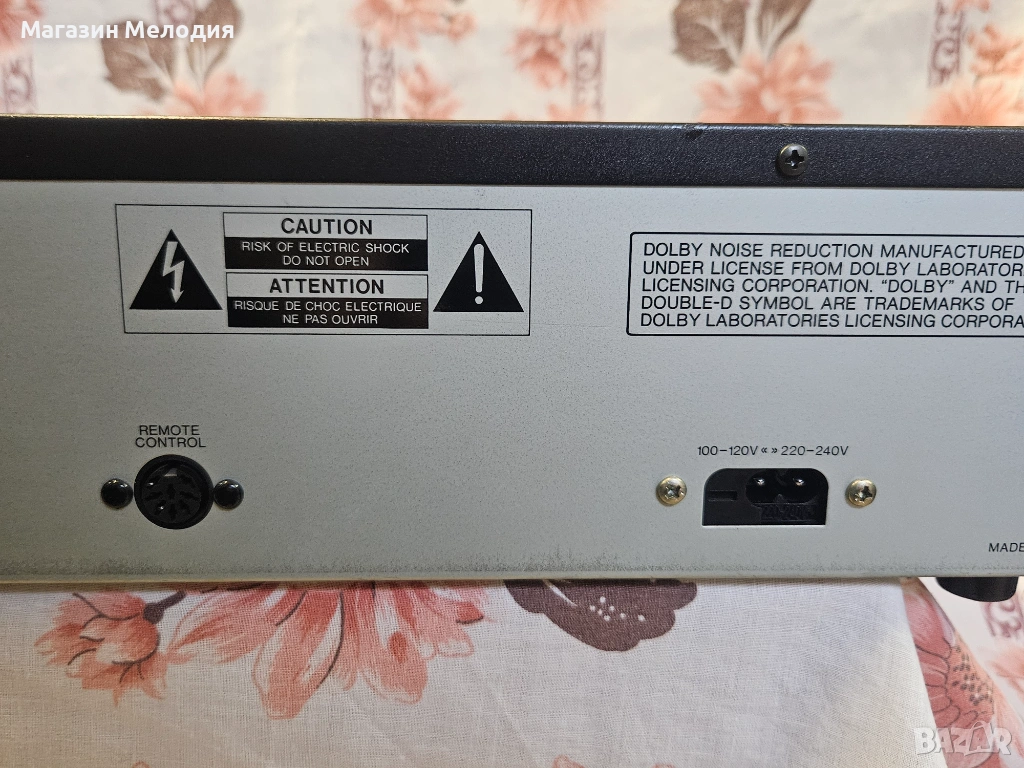 Магазин Мелодия
CAUTION
RISK OF ELECTRIC SHOCK
DO NOT OPEN
ATTENTION
RISQUE DE CHOC ELECTRIQUE
NE PAS OUVRIR
DOLBY NOISE REDUCTION MANUFACTURED
UNDER LICENSE FROM DOLBY LABORATORI
LICENSING CORPORATION. “DOLBY” AND TH
DOUBLE-D SYMBOL ARE TRADEMARKS OF
DOLBY LABORATORIES LICENSING CORPORA
REMOTE
CONTROL
100–120V «» 220–240V
MADE
BAZAR